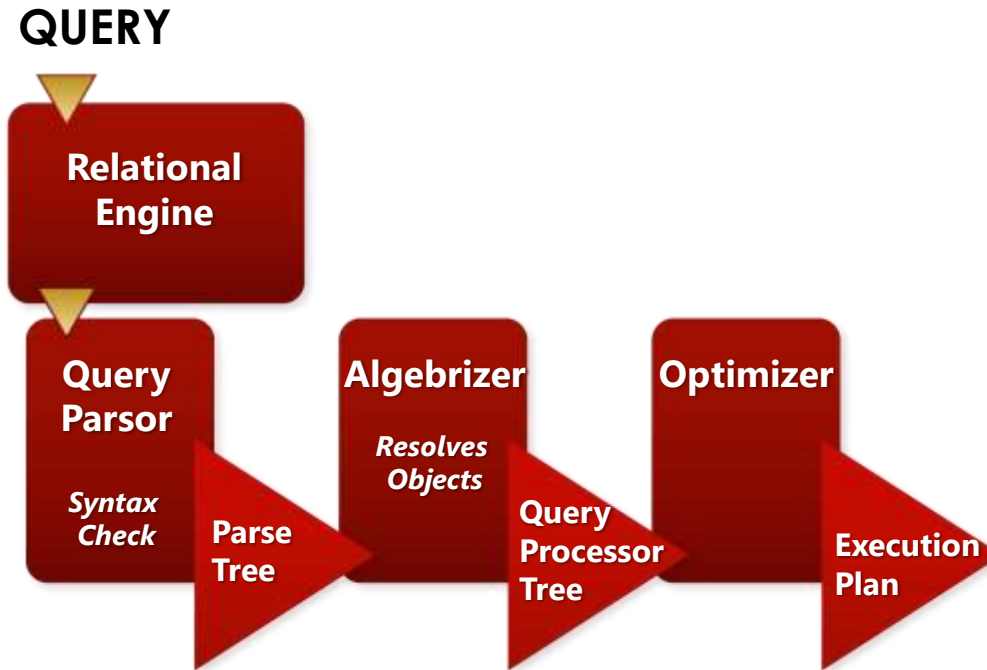 QUERY
Relational
Engine
Query
Parsor
Syntax
Check
Parse
Tree
Algebrizer
Resolves
Objects
Query
Processor
Tree
Optimizer
Execution
Plan